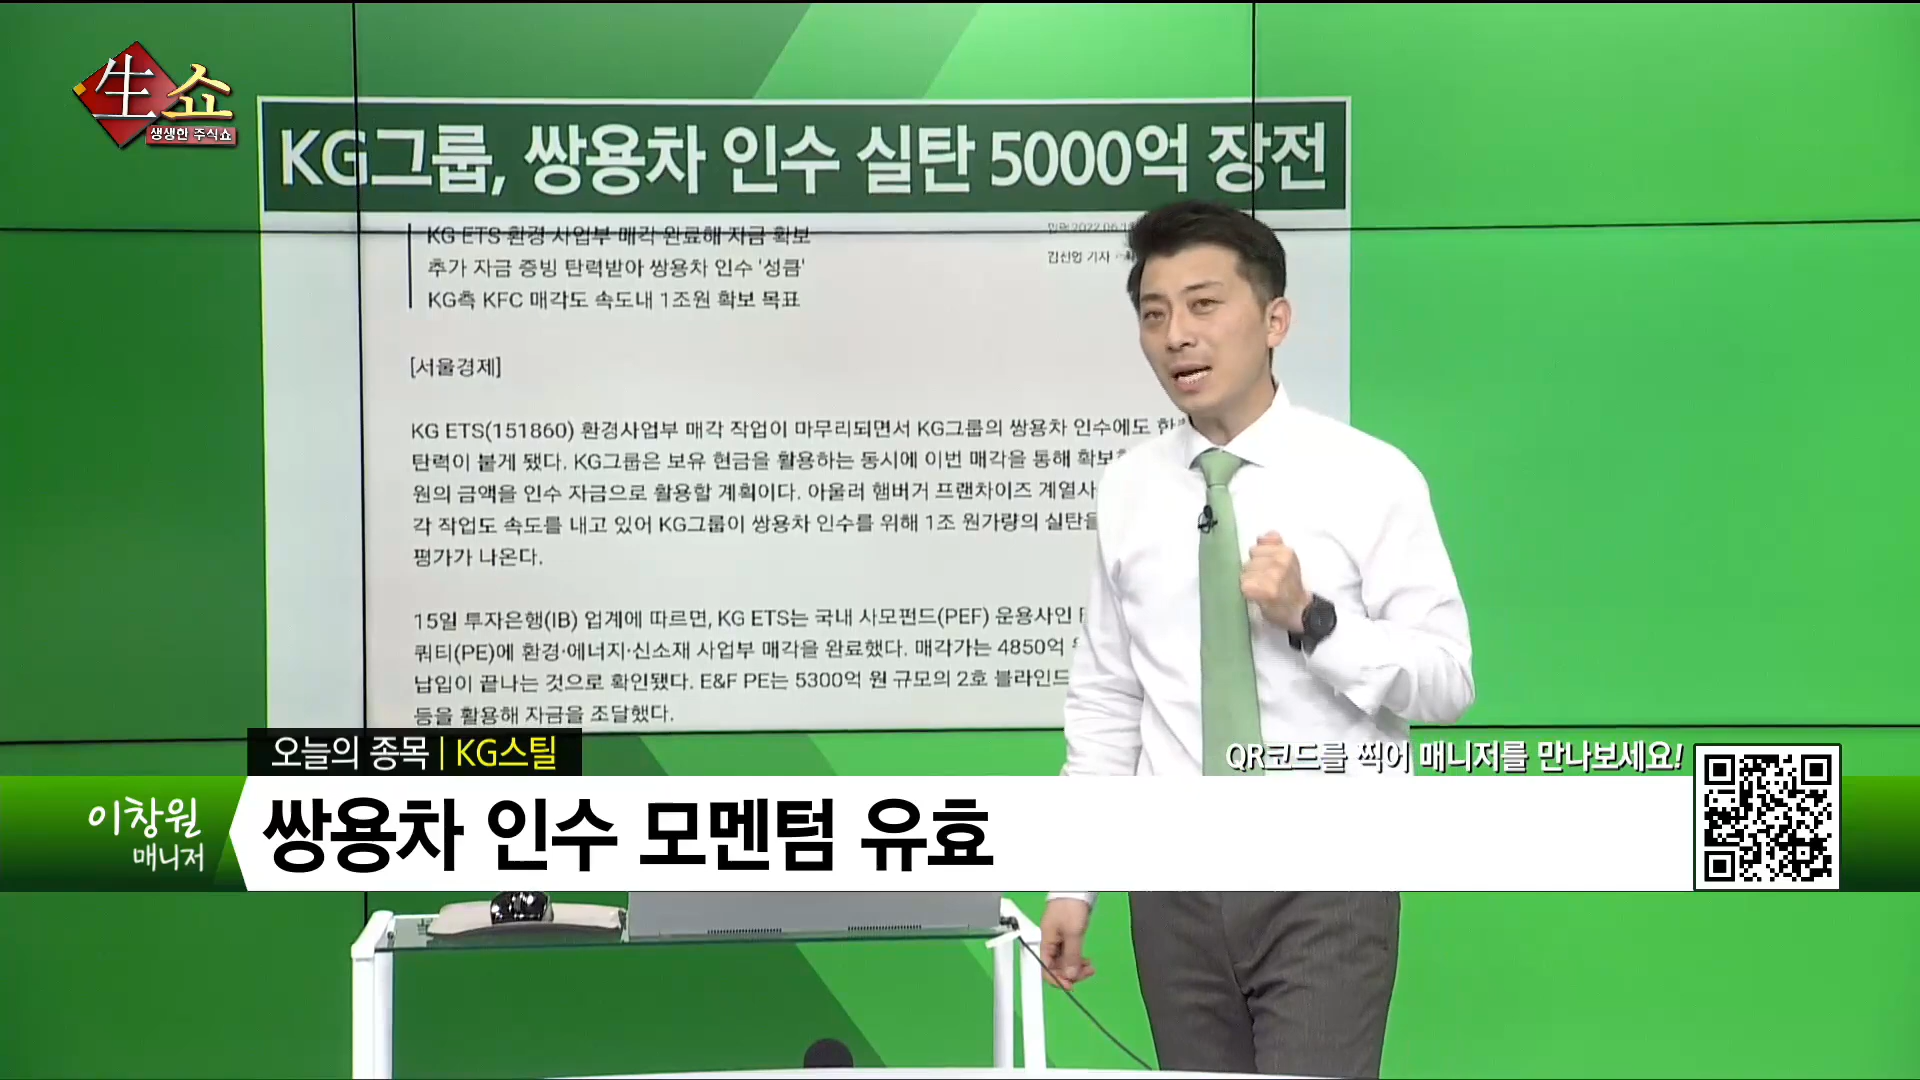 生쇼
생생한 주식쇼
KG그룹, 쌍용차 인수 실탄 5000억 장전
KG ETS 환경 사업부 매각 완료해 자금 확보
추가 자금 증빙 탄력받아 쌍용차 인수 '성큼'
KG측 KFC 매각도 속도내 1조원 확보 목표
김선영 기자
[서울경제]
KG ETS(151860) 환경사업부 매각 작업이 마무리되면서 KG그룹의 쌍용차 인수에도
탄력이 붙게 됐다. KG그룹은 보유 현금을 활용하는 동시에 이번 매각을 통해
원의 금액을 인수 자금으로 활용할 계획이다. 아울러 햄버거 프랜차이즈 계열사
각 작업도 속도를 내고 있어 KG그룹이 쌍용차 인수를 위해 1조 원가량의 실탄을
평가가 나온다.
15일 투자은행(IB) 업계에 따르면, KG ETS는 국내 사모펀드(PEF) 운용사인
쿼티(PE)에 환경·에너지·신소재 사업부 매각을 완료했다. 매각가는 4850억
납입이 끝나는 것으로 확인됐다. E&F PE는 5300억 원 규모의 2호 블라인드
등을 활용해 자금을 조달했다.
오늘의 종목 | KG스틸
QR코드를 찍어 매니저를 만나보세요!
이창원
매니저
쌍용차 인수 모멘텀 유효